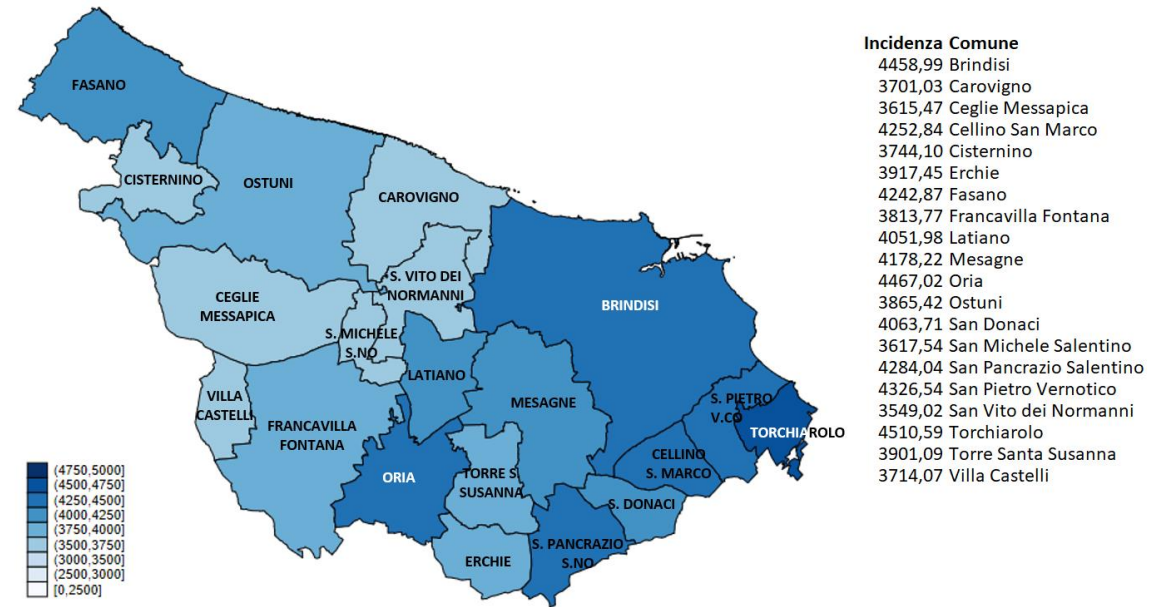 FASANO
CISTERNINO
OSTUNI
CAROVIGNO
S. VITO DEI
NORMANNI
CEGLIE
MESSAPICA
BRINDISI
S. MICHELE
S.NO
LATIANO
VILLA
CASTELLI
MESAGNE
S. PIETRO
V.CO
FRANCAVILLA
FONTANA
TORCHIAROLO
CELLINO
S. MARCO
ORIA
TORRE S.
SUSANNA
S. DONACI
S. PANCRAZIO
S.NO
ERCHIE
(4750,5000]
(4500,4750]
(4250,4500]
(4000,4250]
(3750,4000]
(3500,3750]
(3000,3500]
(2500,3000]
[0,2500]
Incidenza Comune
4458,99 Brindisi
3701,03 Carovigno
3615,47 Ceglie Messapica
4252,84 Cellino San Marco
3744,10 Cisternino
3917,45 Erchie
4242,87 Fasano
3813,77 Francavilla Fontana
4051,98 Latiano
4178,22 Mesagne
4467,02 Oria
3865,42 Ostuni
4063,71 San Donaci
3617,54 San Michele Salentino
4284,04 San Pancrazio Salentino
4326,54 San Pietro Vernotico
3549,02 San Vito dei Normanni
4510,59 Torchiarolo
3901,09 Torre Santa Susanna
3714,07 Villa Castelli